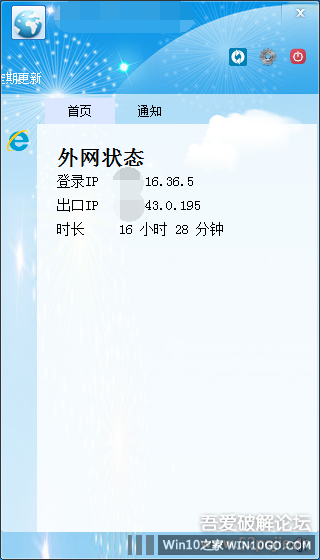 定期更新
首页
通知
外网状态
登录IP 16.36.5
出口IP 43.0.195
时长 16 小时 28 分钟
吾爱破解论坛
Win10之家 WIN10GO.COM